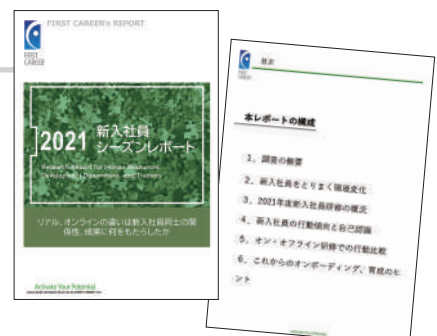 FIRST CAREER's REPORT
FIRST
CAREER
2021 新入社員
シーズンレポート
Development Departments, and Trainers
リアル、オンラインの違いは新入社員同士の関
係性、成果に何をもたらしたか
Activate Your Potential
目次
FIRST
CAREER
本レポートの構成
1. 調査の概要
2. 新入社員をとりまく環境変化
3. 2021年度新入社員研修の概況
4. 新入社員の行動傾向と自己認識
5. オン・オフライン研修での行動比較
6. これからのオンボーディング、育成のヒ
ント